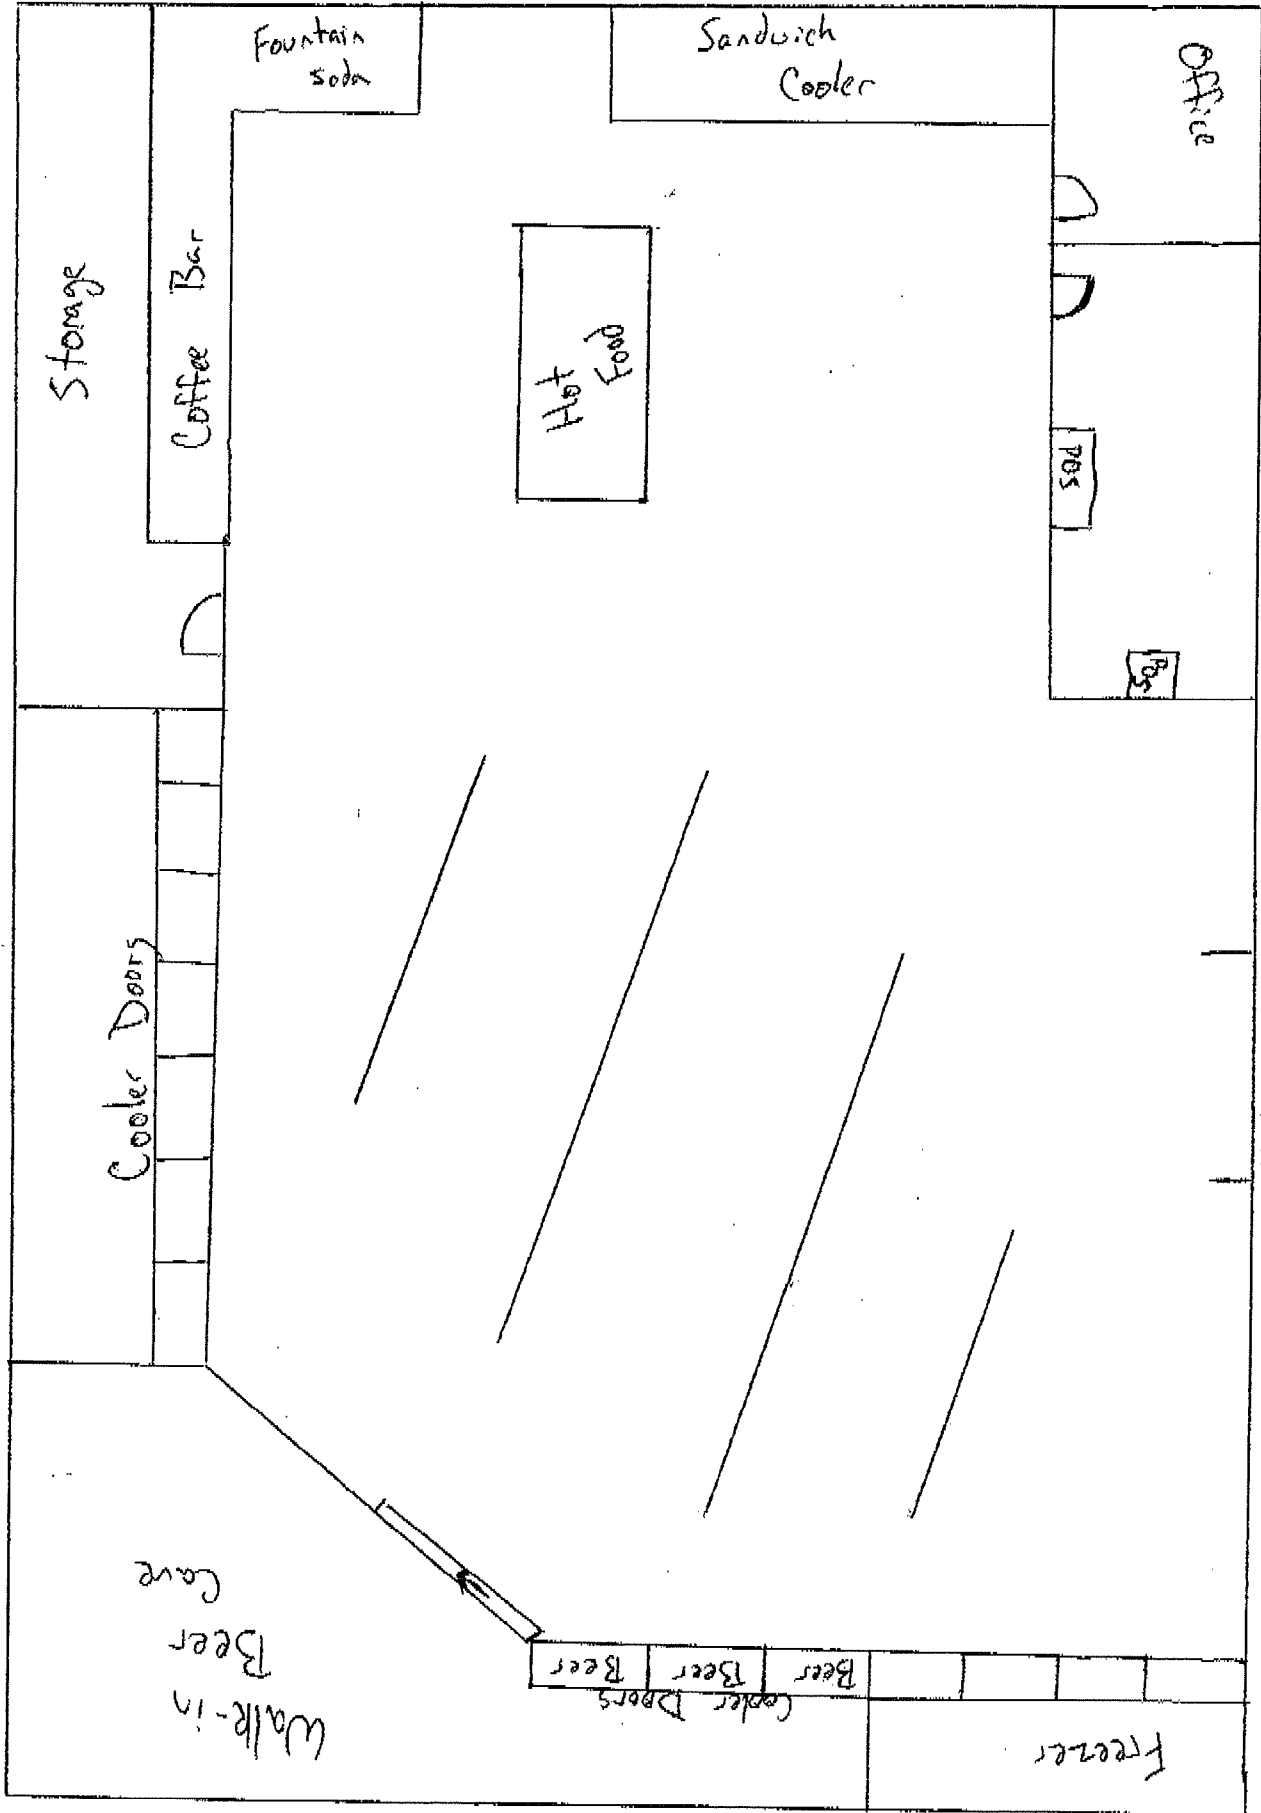 Fountain
soda
Sandwich
Cooler
Office
Storage
Coffee Bar
Hot
Food
POS
POS
Cooler Doors
Walk-in
Beer
Cave
Beer
Beer
Beer
Cooler Doors
Freezer